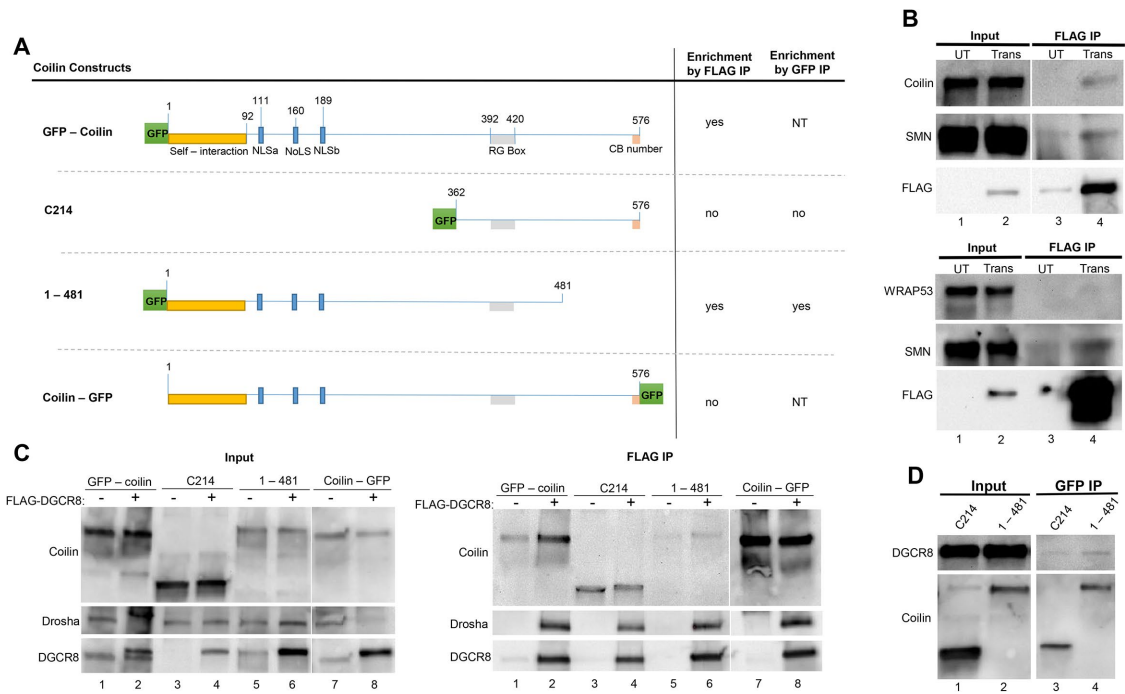 A
Coilin Constructs
Enrichment by FLAG IP
Enrichment by GFP IP
GFP – Coilin
GFP
1
92
111
160
189
392
420
576
Self – interaction
NLSa
NoLS
NLSb
RG Box
CB number
yes
NT
C214
GFP
362
576
no
no
1 – 481
GFP
1
481
yes
yes
Coilin – GFP
1
576
GFP
no
NT
B
Input
FLAG IP
UT
Trans
UT
Trans
Coilin
SMN
FLAG
1
2
3
4
Input
FLAG IP
UT
Trans
UT
Trans
WRAP53
SMN
FLAG
1
2
3
4
C
Input
GFP – coilin
C214
1 – 481
Coilin – GFP
FLAG-DGCR8: - + - + - + - +
Coilin
Drosha
DGCR8
1 2 3 4 5 6 7 8
FLAG IP
GFP – coilin
C214
1 – 481
Coilin – GFP
FLAG-DGCR8: - + - + - + - +
Coilin
Drosha
DGCR8
1 2 3 4 5 6 7 8
D
Input
GFP IP
C214
1 – 481
C214
1 – 481
DGCR8
Coilin
1
2
3
4